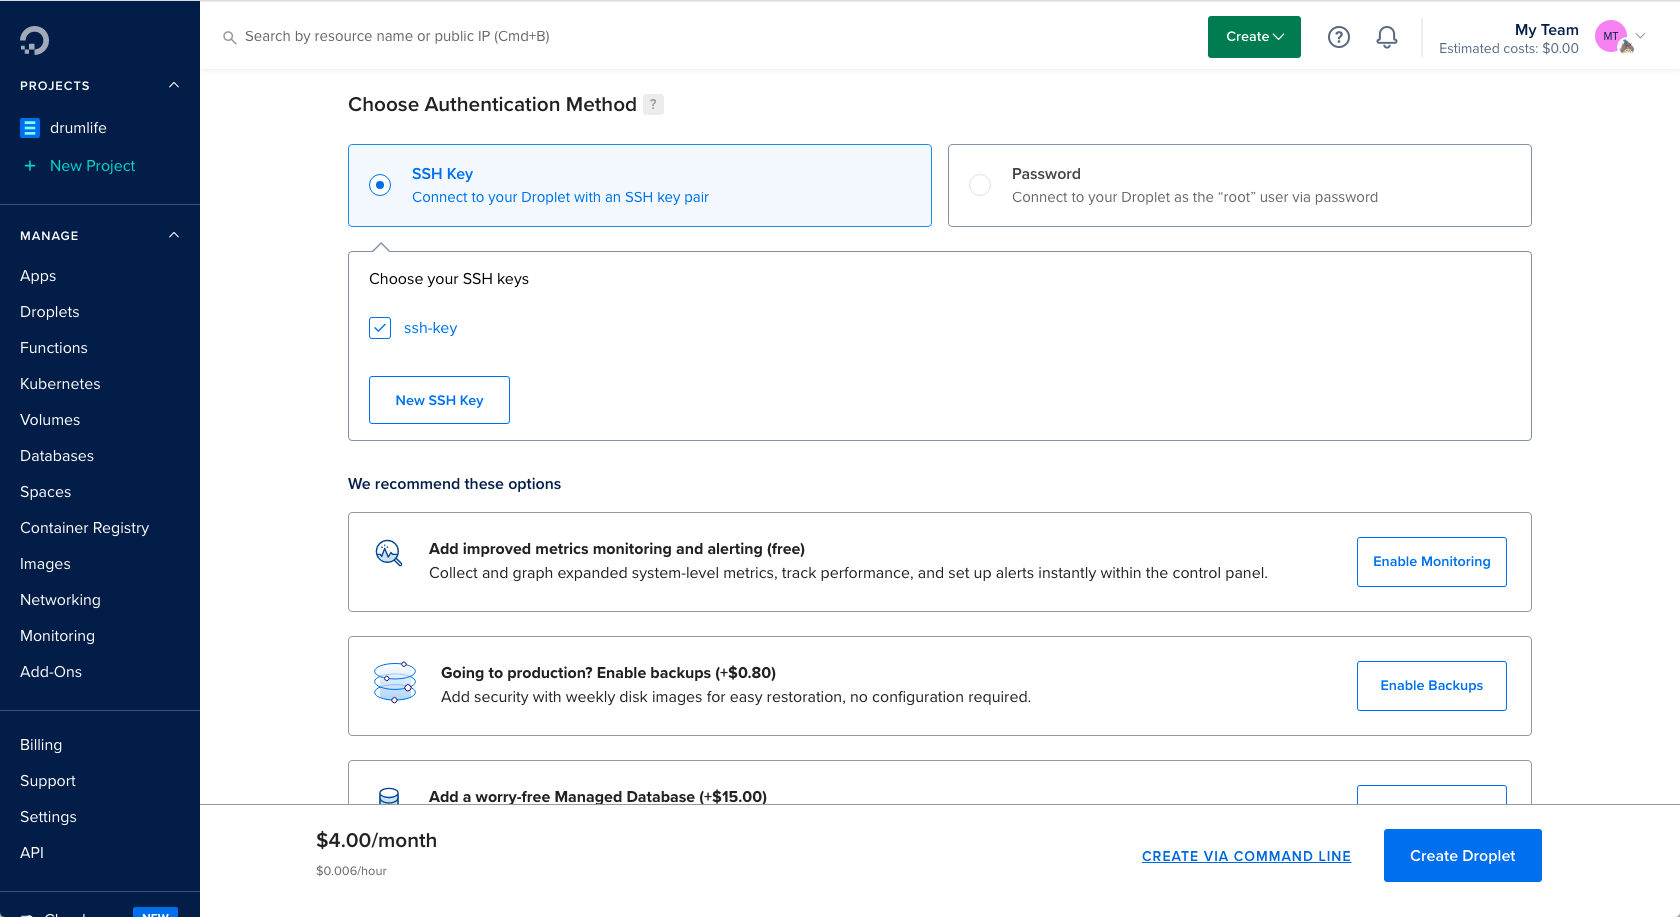 Search by resource name or public IP (Cmd+B)
Create
My Team
Estimated costs: $0.00
MT
PROJECTS
drumlife
+ New Project
MANAGE
Apps
Droplets
Functions
Kubernetes
Volumes
Databases
Spaces
Container Registry
Images
Networking
Monitoring
Add-Ons
Billing
Support
Settings
API
NEW
Choose Authentication Method ?
SSH Key
Connect to your Droplet with an SSH key pair
Password
Connect to your Droplet as the “root” user via password
Choose your SSH keys
ssh-key
New SSH Key
We recommend these options
Add improved metrics monitoring and alerting (free)
Collect and graph expanded system-level metrics, track performance, and set up alerts instantly within the control panel.
Enable Monitoring
Going to production? Enable backups (+$0.80)
Add security with weekly disk images for easy restoration, no configuration required.
Enable Backups
Add a worry-free Managed Database (+$15.00)
$4.00/month
$0.006/hour
CREATE VIA COMMAND LINE
Create Droplet